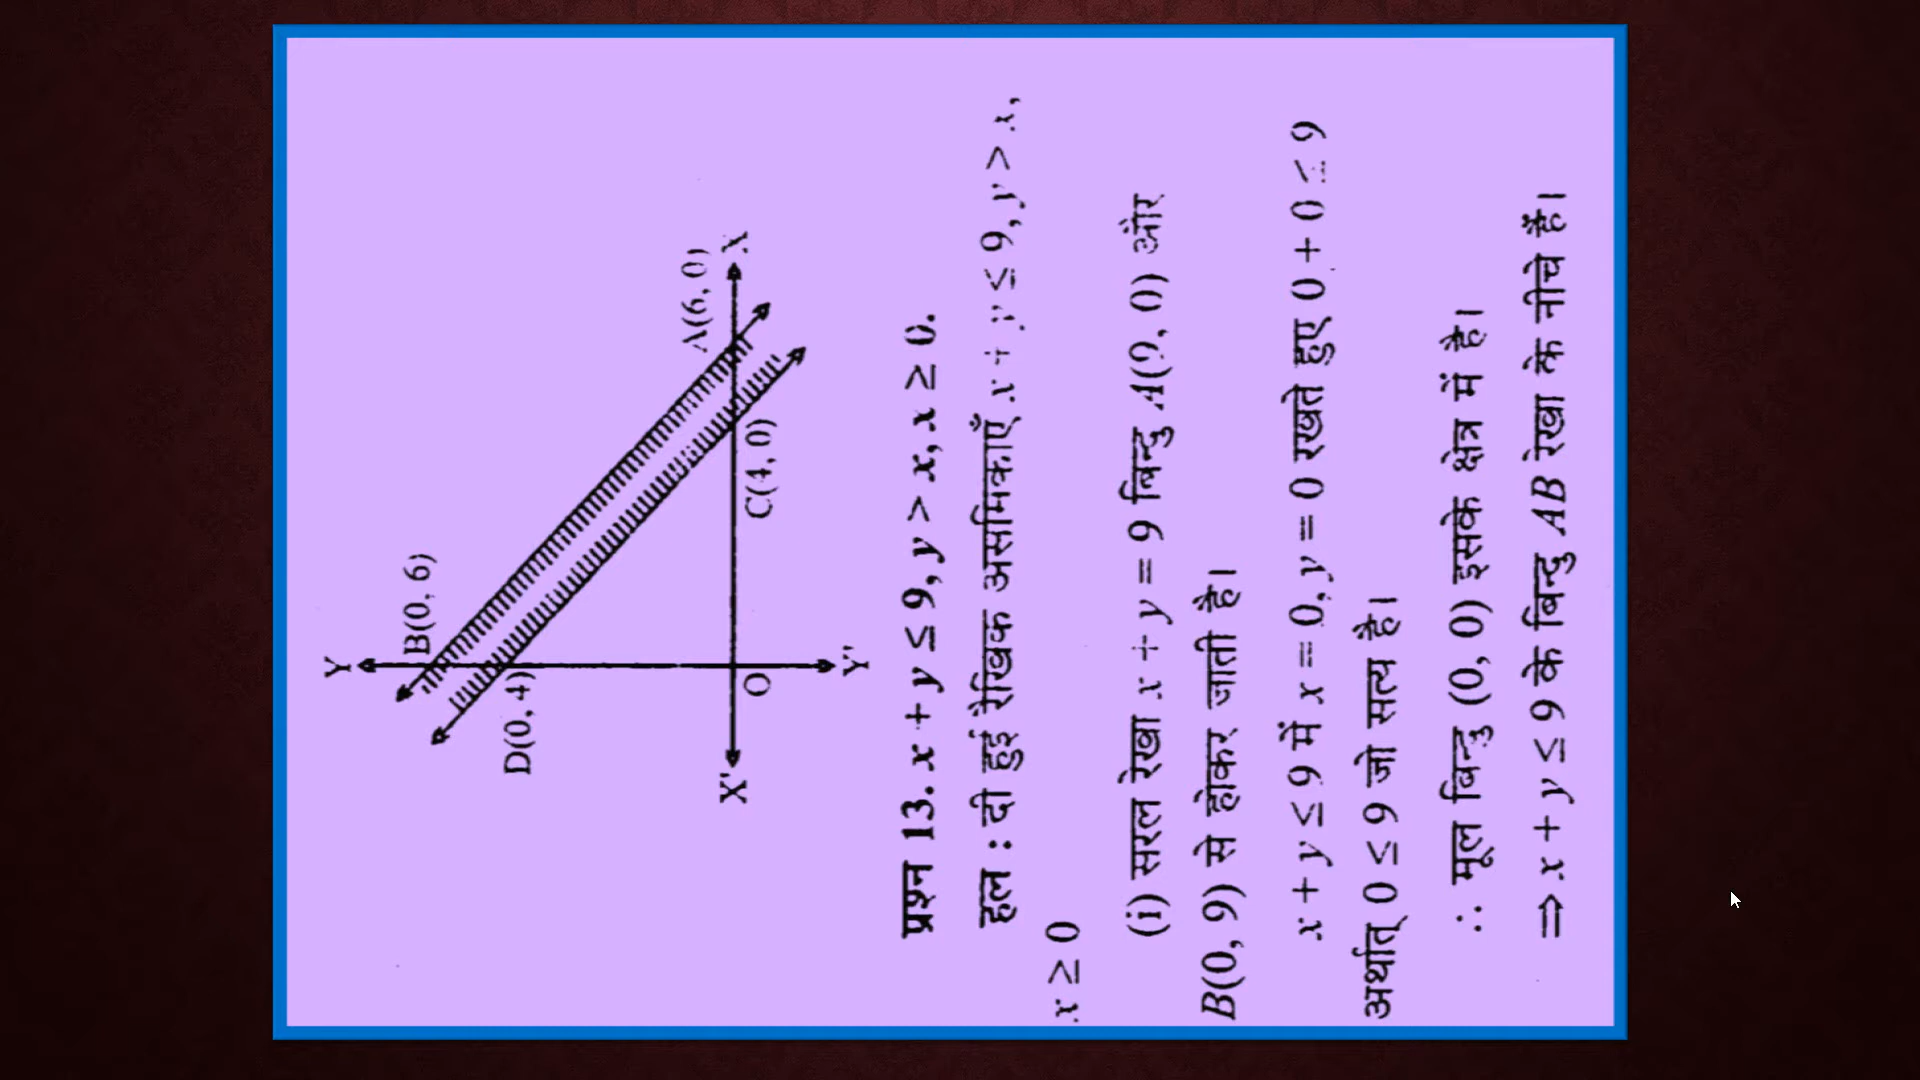 Y
B(0, 6)
D(0, 4)
A(6, 0)
X'
O
C(4, 0)
X
Y'
प्रश्न 13. x + y ≤ 9, y > x, x ≥ 0.
हल : दी हुई रैखिक असमिकाएँ x + y ≤ 9, y > x,
x ≥ 0
(i) सरल रेखा x + y = 9 बिन्दु A(9, 0) और
B(0, 9) से होकर जाती है।
x + y ≤ 9 में x = 0, y = 0 रखते हुए 0 + 0 ≤ 9
अर्थात् 0 ≤ 9 जो सत्य है।
∴ मूल बिन्दु (0, 0) इसके क्षेत्र में है।
⇒ x + y ≤ 9 के बिन्दु AB रेखा के नीचे हैं।